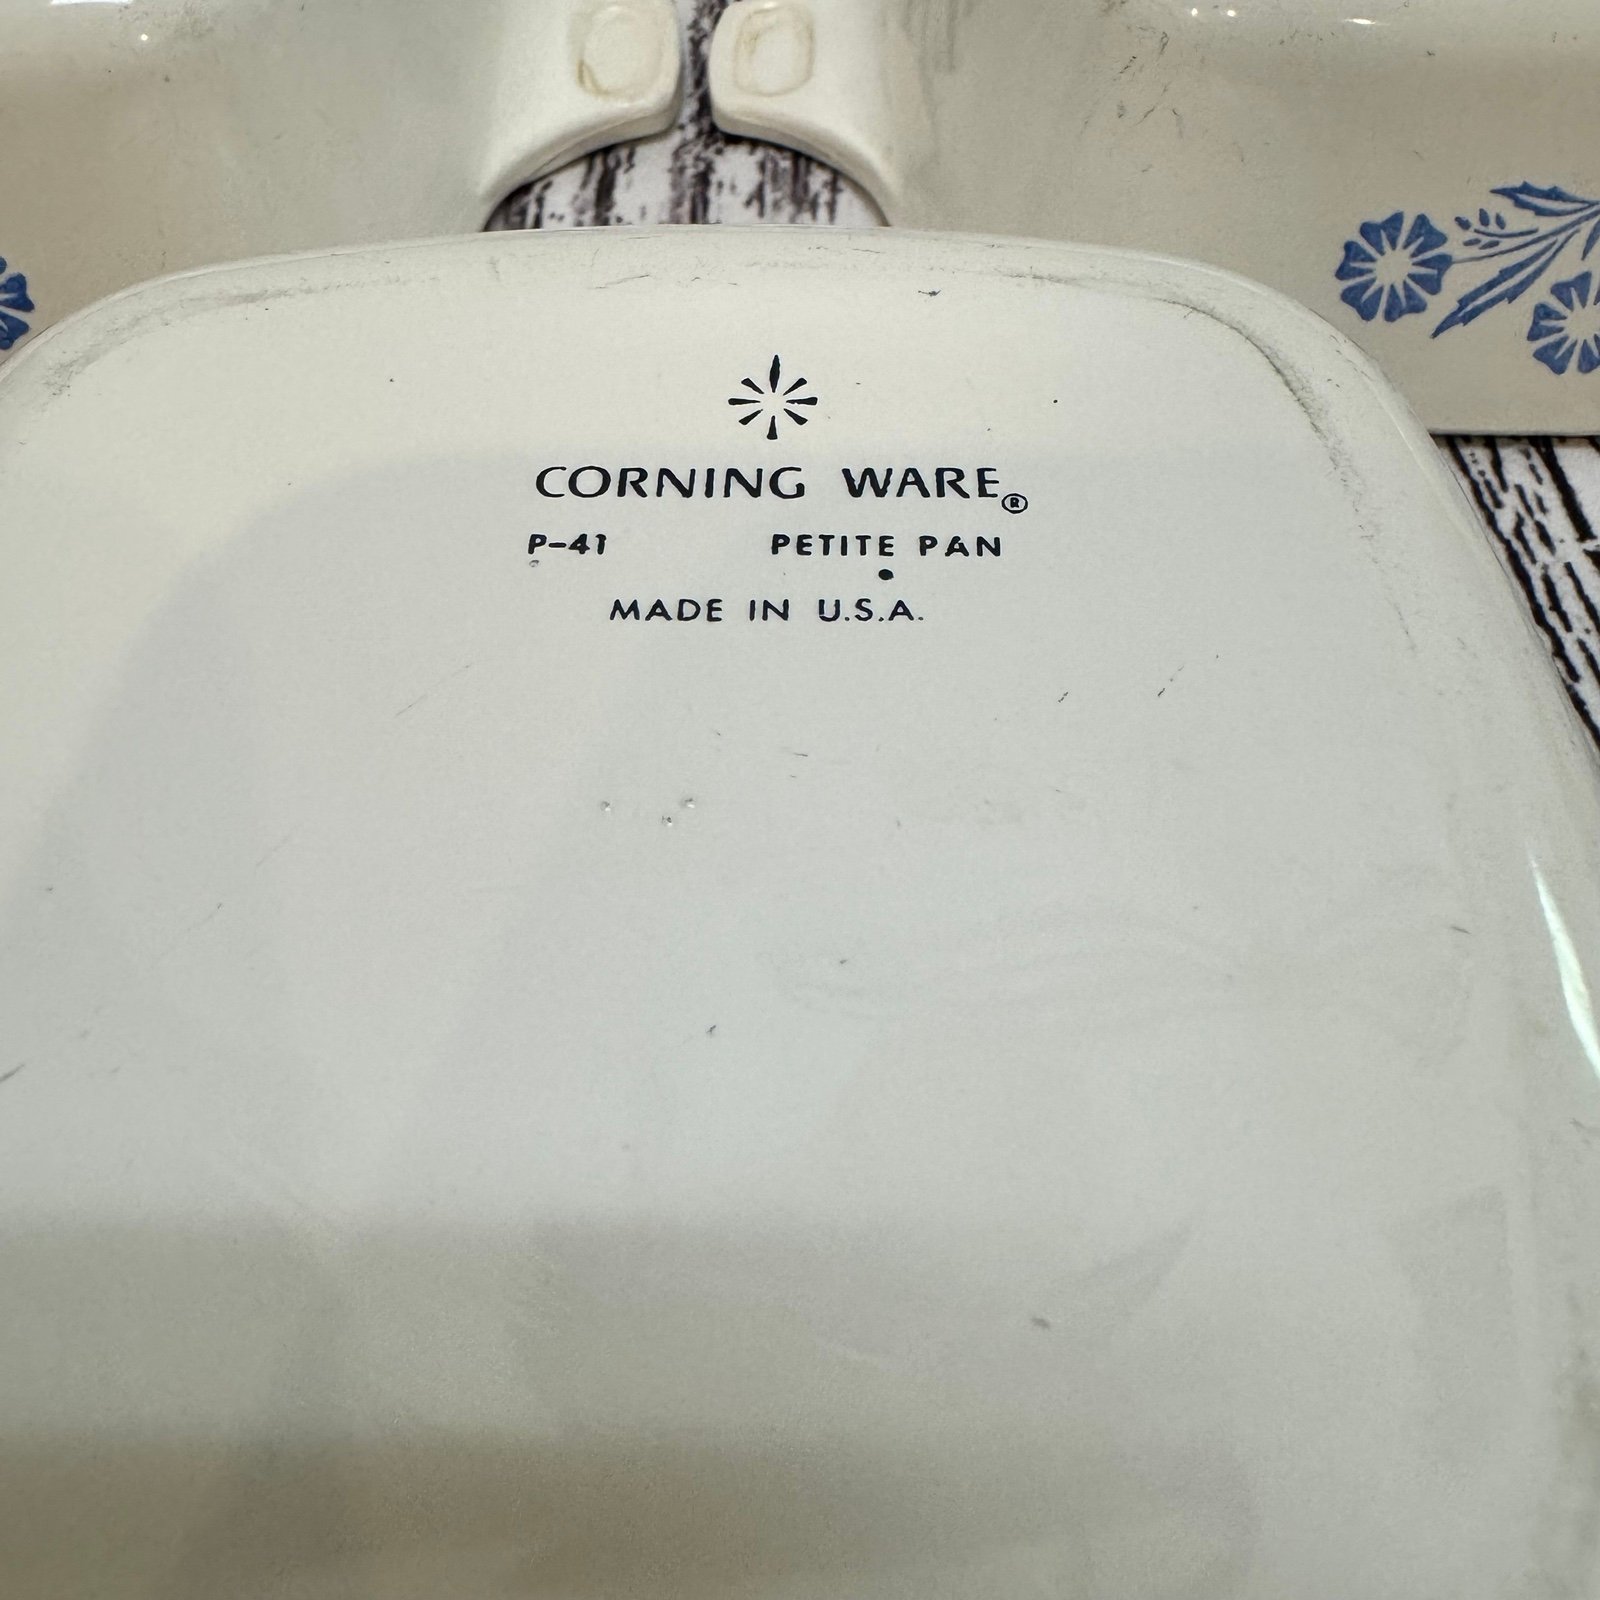 CORNING WARE®
P-41 PETITE PAN
MADE IN U.S.A.